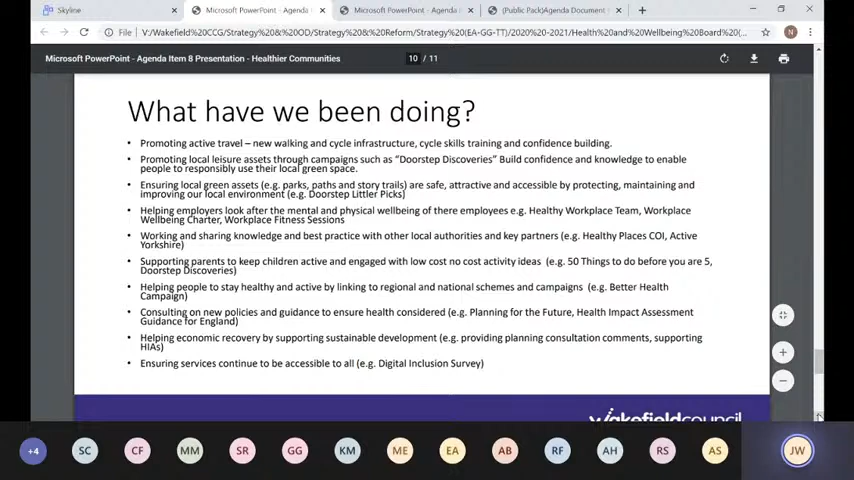 Skyline
Microsoft PowerPoint - Agenda I
Microsoft PowerPoint - Agenda
(Public Pack)Agenda Document
File
V:/Wakefield%20CCG/Strategy%20&%20OD/Strategy%20&%20Reform/Strategy%20(EA-GG-TT)/2020%20-2021/Health%20and%20Wellbeing%20Board%20(...
N
Microsoft PowerPoint - Agenda Item 8 Presentation - Healthier Communities
10 / 11
What have we been doing?
• Promoting active travel – new walking and cycle infrastructure, cycle skills training and confidence building.
• Promoting local leisure assets through campaigns such as “Doorstep Discoveries” Build confidence and knowledge to enable
people to responsibly use their local green space.
• Ensuring local green assets (e.g. parks, paths and story trails) are safe, attractive and accessible by protecting, maintaining and
improving our local environment (e.g. Doorstep Littler Picks)
• Helping employers look after the mental and physical wellbeing of there employees e.g. Healthy Workplace Team, Workplace
Wellbeing Charter, Workplace Fitness Sessions
• Working and sharing knowledge and best practice with other local authorities and key partners (e.g. Healthy Places COI, Active
Yorkshire)
• Supporting parents to keep children active and engaged with low cost no cost activity ideas (e.g. 50 Things to do before you are 5,
Doorstep Discoveries)
• Helping people to stay healthy and active by linking to regional and national schemes and campaigns (e.g. Better Health
Campaign)
• Consulting on new policies and guidance to ensure health considered (e.g. Planning for the Future, Health Impact Assessment
Guidance for England)
• Helping economic recovery by supporting sustainable development (e.g. providing planning consultation comments, supporting
HIAs)
• Ensuring services continue to be accessible to all (e.g. Digital Inclusion Survey)
wakefieldcouncil
+4 SC CF MM SR GG KM ME EA AB RF AH RS AS JW